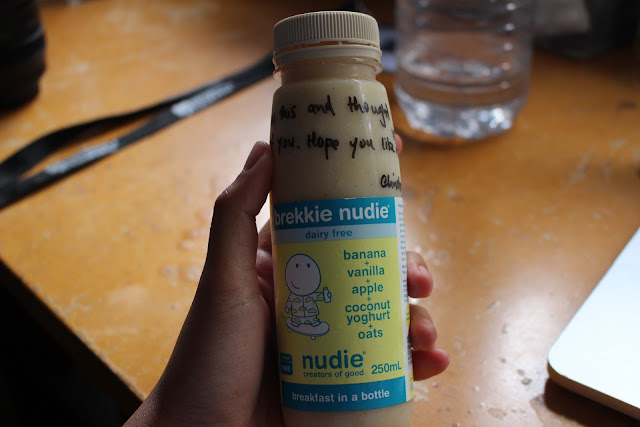 this and thought
you. Hope you like
brekkie nudie®
dairy free
banana
+
vanilla
+
apple
+
coconut
yoghurt
+
oats
nudie®
creators of good
250mL
breakfast in a bottle